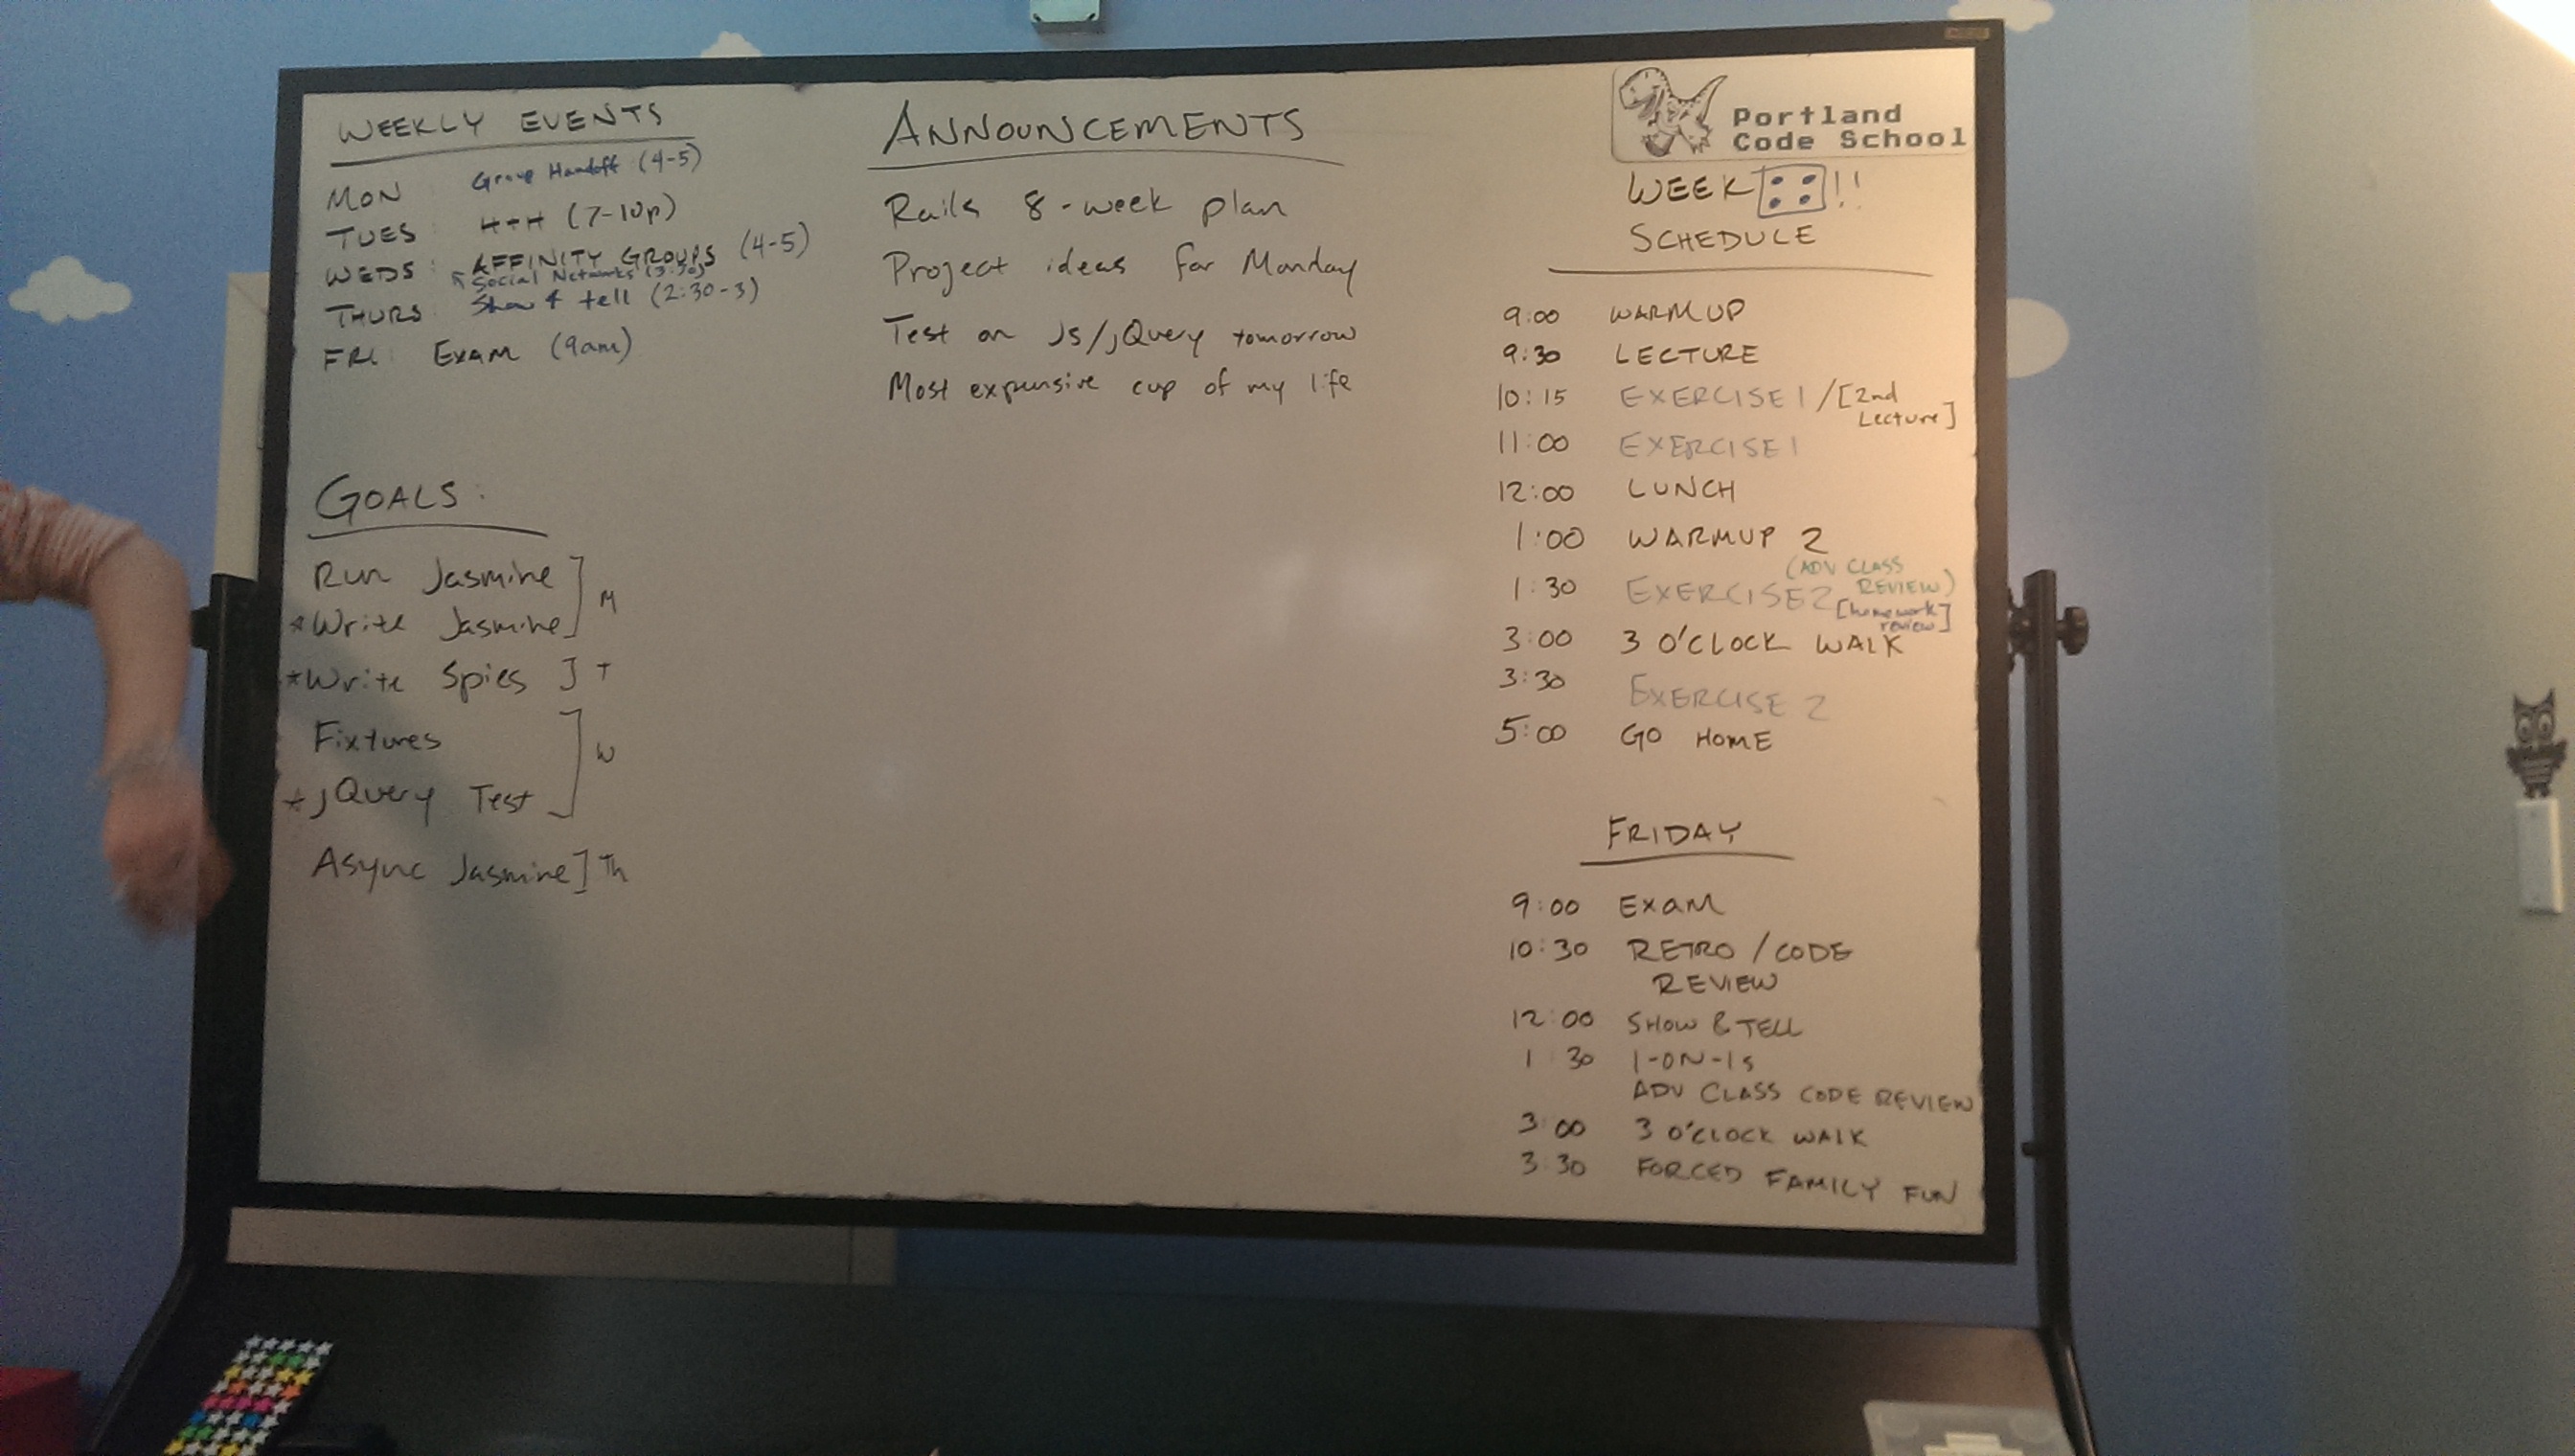 WEEKLY EVENTS
MON : Group Handoff (4-5)
TUES : H+H (7-10p)
WEDS : AFFINITY GROUPS (4-5)
Social Networks (3:30)
THURS : Show & tell (2:30-3)
FRI: EXAM (9am)
GOALS:
Run Jasmine
*Write Jasmine ] M
*Write Spies ] T
Fixtures
*jQuery Test ] W
Async Jasmine ] Th
ANNOUNCEMENTS
Rails 8-week plan
Project ideas for Monday
Test on Js/jQuery tomorrow
Most expensive cup of my life
Portland
Code School
WEEK !!
SCHEDULE
9:00 WARMUP
9:30 LECTURE
10:15 EXERCISE 1 / [2nd
Lecture]
11:00 EXERCISE 1
12:00 LUNCH
1:00 WARMUP 2
(ADV CLASS
REVIEW)
1:30 EXERCISE 2 [homework
review]
3:00 3 O'CLOCK WALK
3:30 EXERCISE 2
5:00 GO HOME
FRIDAY
9:00 EXAM
10:30 RETRO / CODE
REVIEW
12:00 SHOW & TELL
1:30 1-ON-1s
ADV CLASS CODE REVIEW
3:00 3 O'CLOCK WALK
3:30 FORCED FAMILY FUN